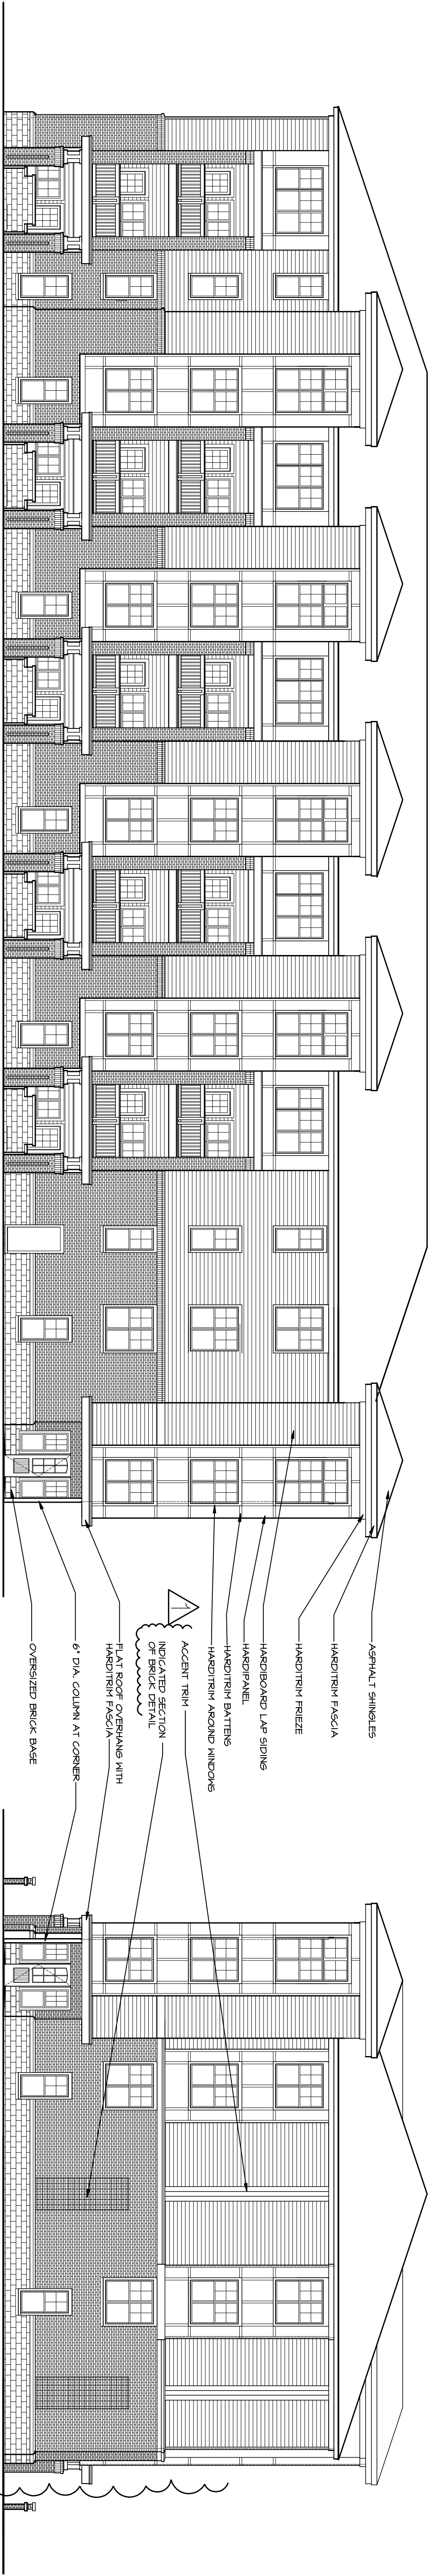 ASPHALT SHINGLES
HARDITRIM FASCIA
HARDITRIM FRIEZE
HARDIBOARD LAP SIDING
HARDIPANEL
HARDITRIM BATTENS
HARDITRIM AROUND WINDOWS
ACCENT TRIM
INDICATED SECTION
OF BRICK DETAIL
1
FLAT ROOF OVERHANG WITH
HARDITRIM FASCIA
6" DIA. COLUMN AT CORNER
OVERSIZED BRICK BASE